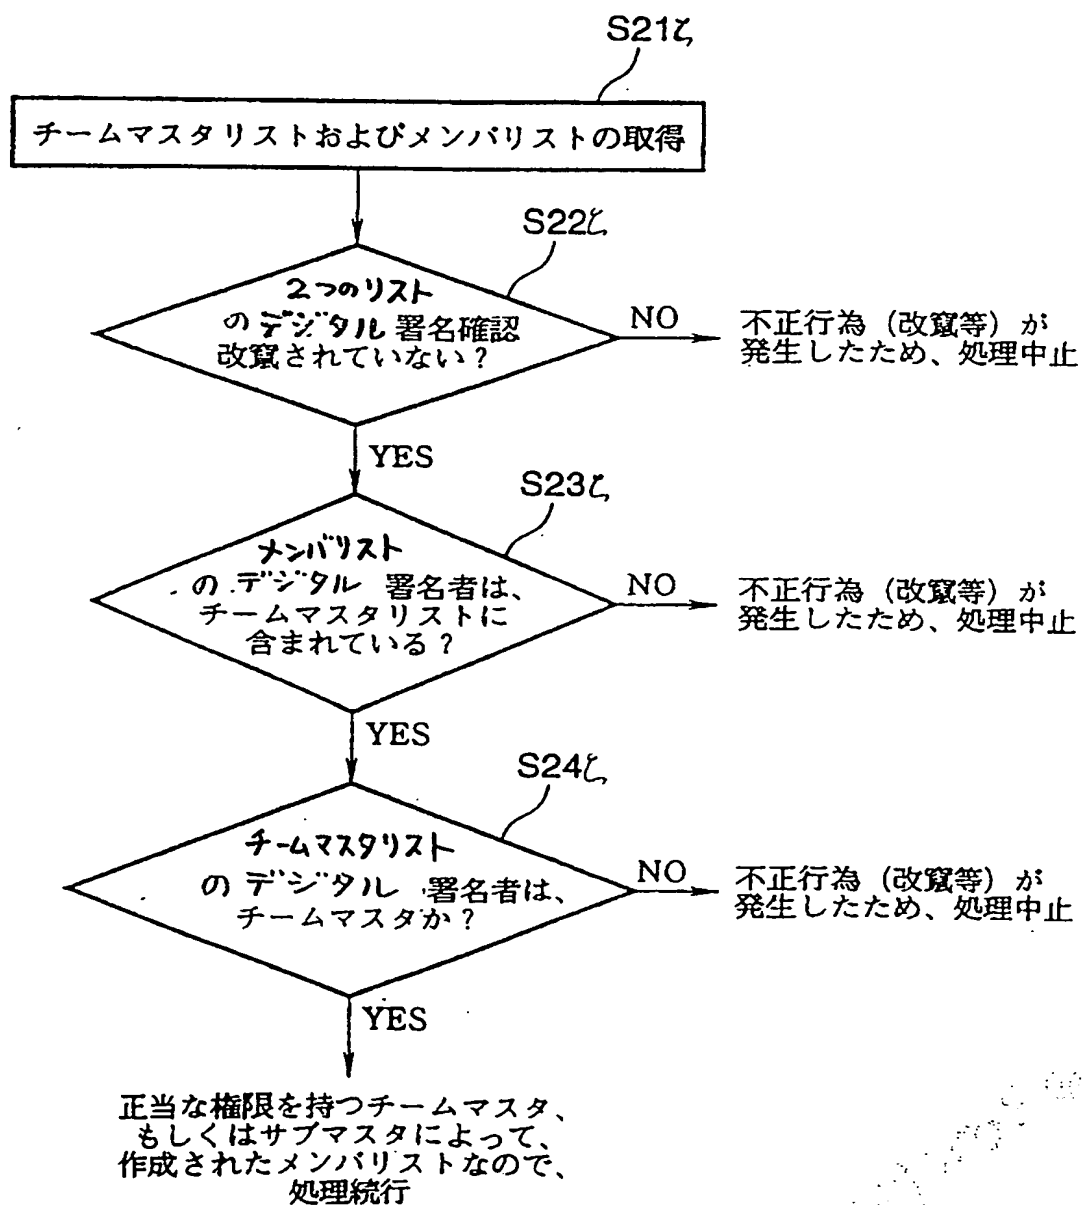 S21ζ
チームマスタリストおよびメンバリストの取得
S22ζ
2つのリスト
のデジタル署名確認
改竄されていない？
NO
不正行為（改竄等）が
発生したため、処理中止
YES
S23ζ
メンバリスト
のデジタル署名者は、
チームマスタリストに
含まれている？
NO
不正行為（改竄等）が
発生したため、処理中止
YES
S24ζ
チームマスタリスト
のデジタル署名者は、
チームマスタか？
NO
不正行為（改竄等）が
発生したため、処理中止
YES
正当な権限を持つチームマスタ、
もしくはサブマスタによって、
作成されたメンバリストなので、
処理続行